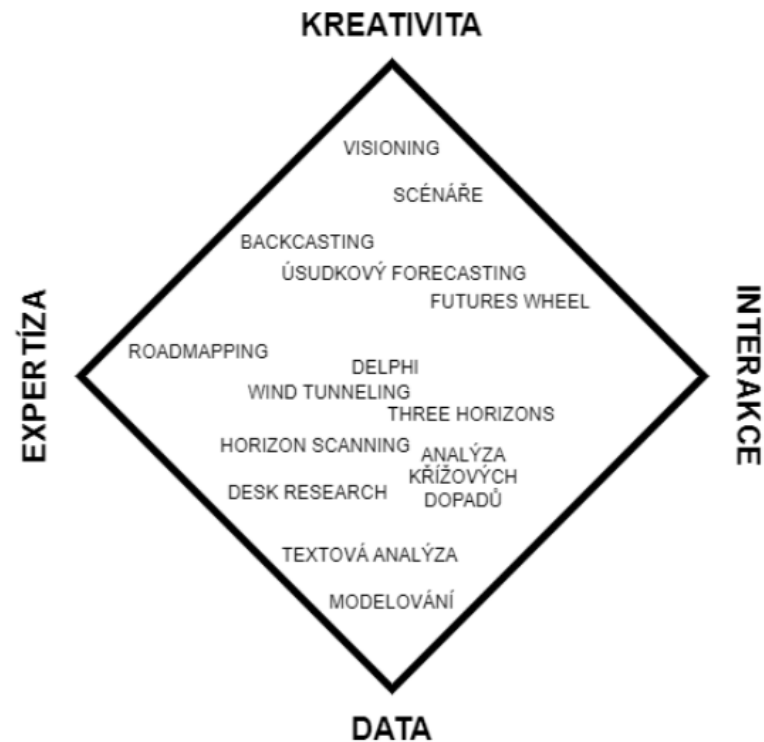 KREATIVITA
VISIONING
SCÉNÁŘE
BACKCASTING
ÚSUDKOVÝ FORECASTING
FUTURES WHEEL
EXPERTÍZA
INTERAKCE
ROADMAPPING
DELPHI
WIND TUNNELING
THREE HORIZONS
HORIZON SCANNING
ANALÝZA
KŘÍŽOVÝCH
DOPADŮ
DESK RESEARCH
TEXTOVÁ ANALÝZA
MODELOVÁNÍ
DATA